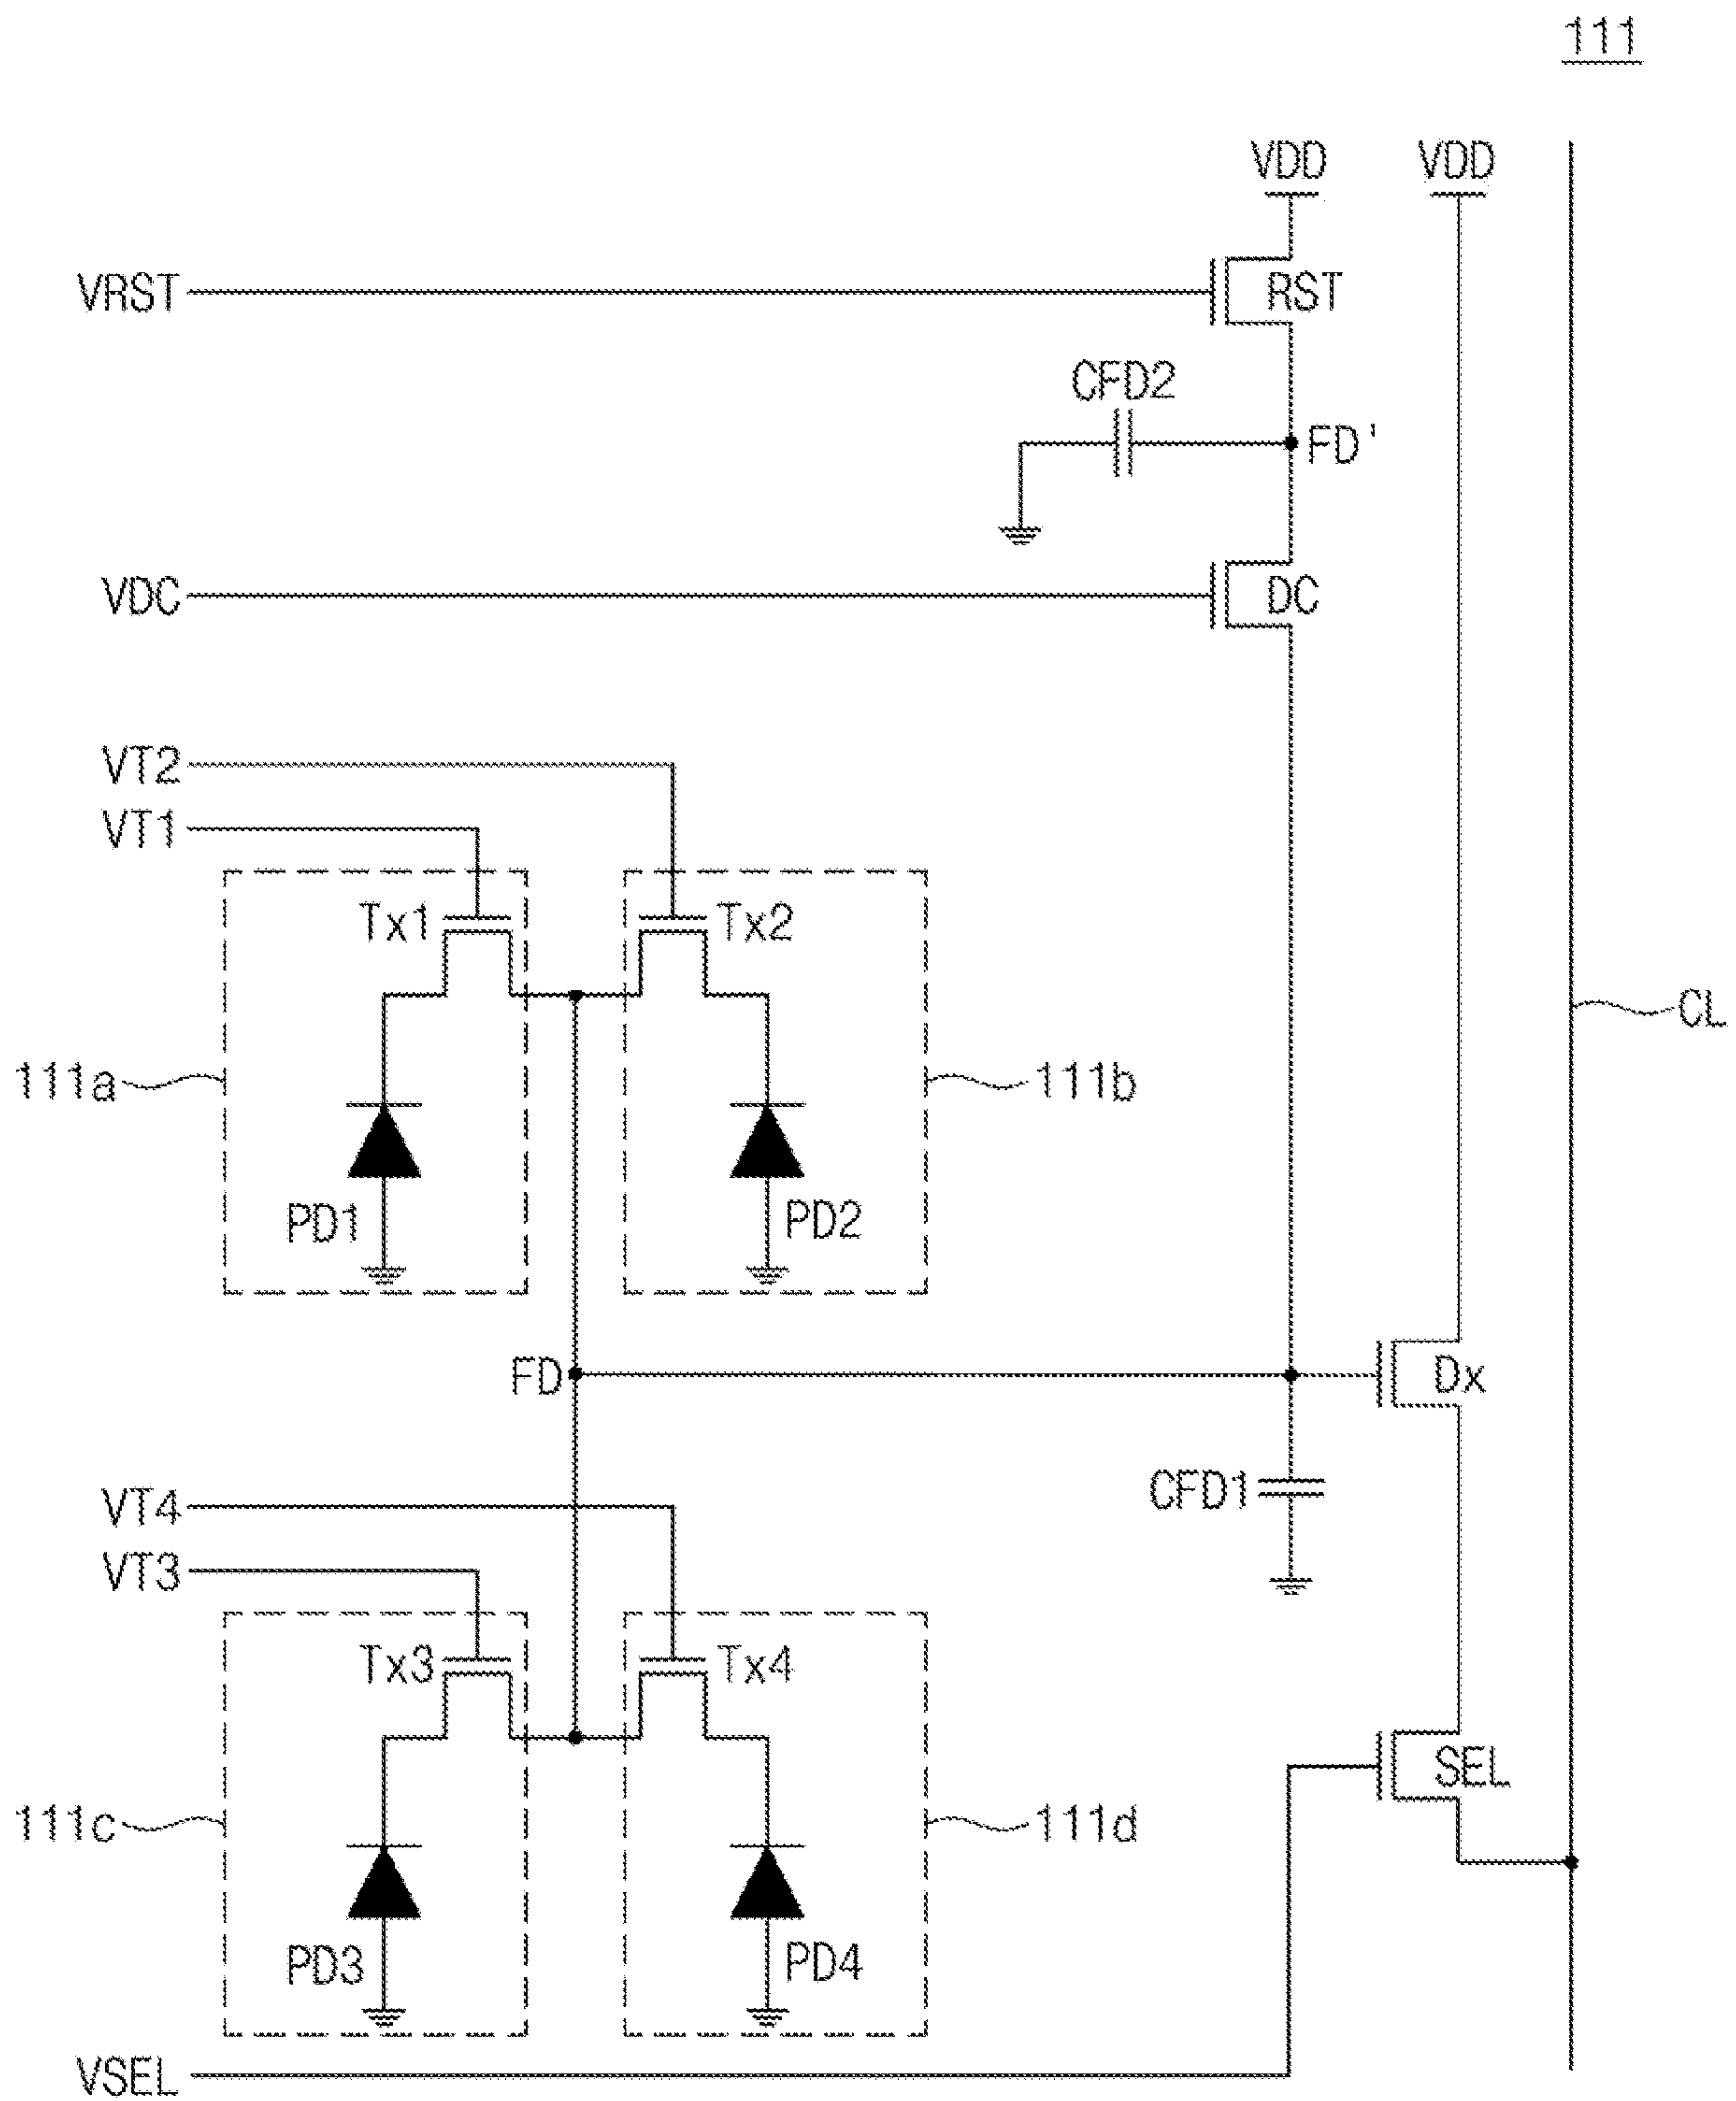 111
VDD VDD
VRST RST
CFD2
FD'
VDC DC
VT2
VT1
Tx1 Tx2
CL
111a 111b
PD1 PD2
FD Dx
CFD1
VT4
VT3
Tx3 Tx4
SEL
111c 111d
PD3 PD4
VSEL